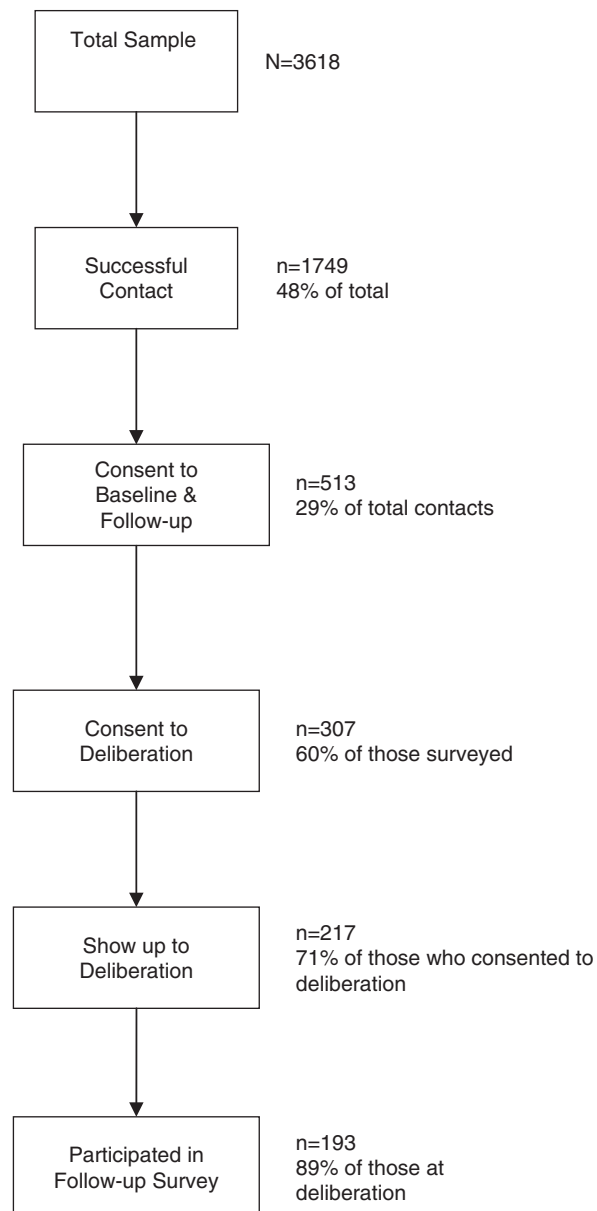 Total Sample
N=3618
Successful
Contact
n=1749
48% of total
Consent to
Baseline &
Follow-up
n=513
29% of total contacts
Consent to
Deliberation
n=307
60% of those surveyed
Show up to
Deliberation
n=217
71% of those who consented to
deliberation
Participated in
Follow-up Survey
n=193
89% of those at
deliberation